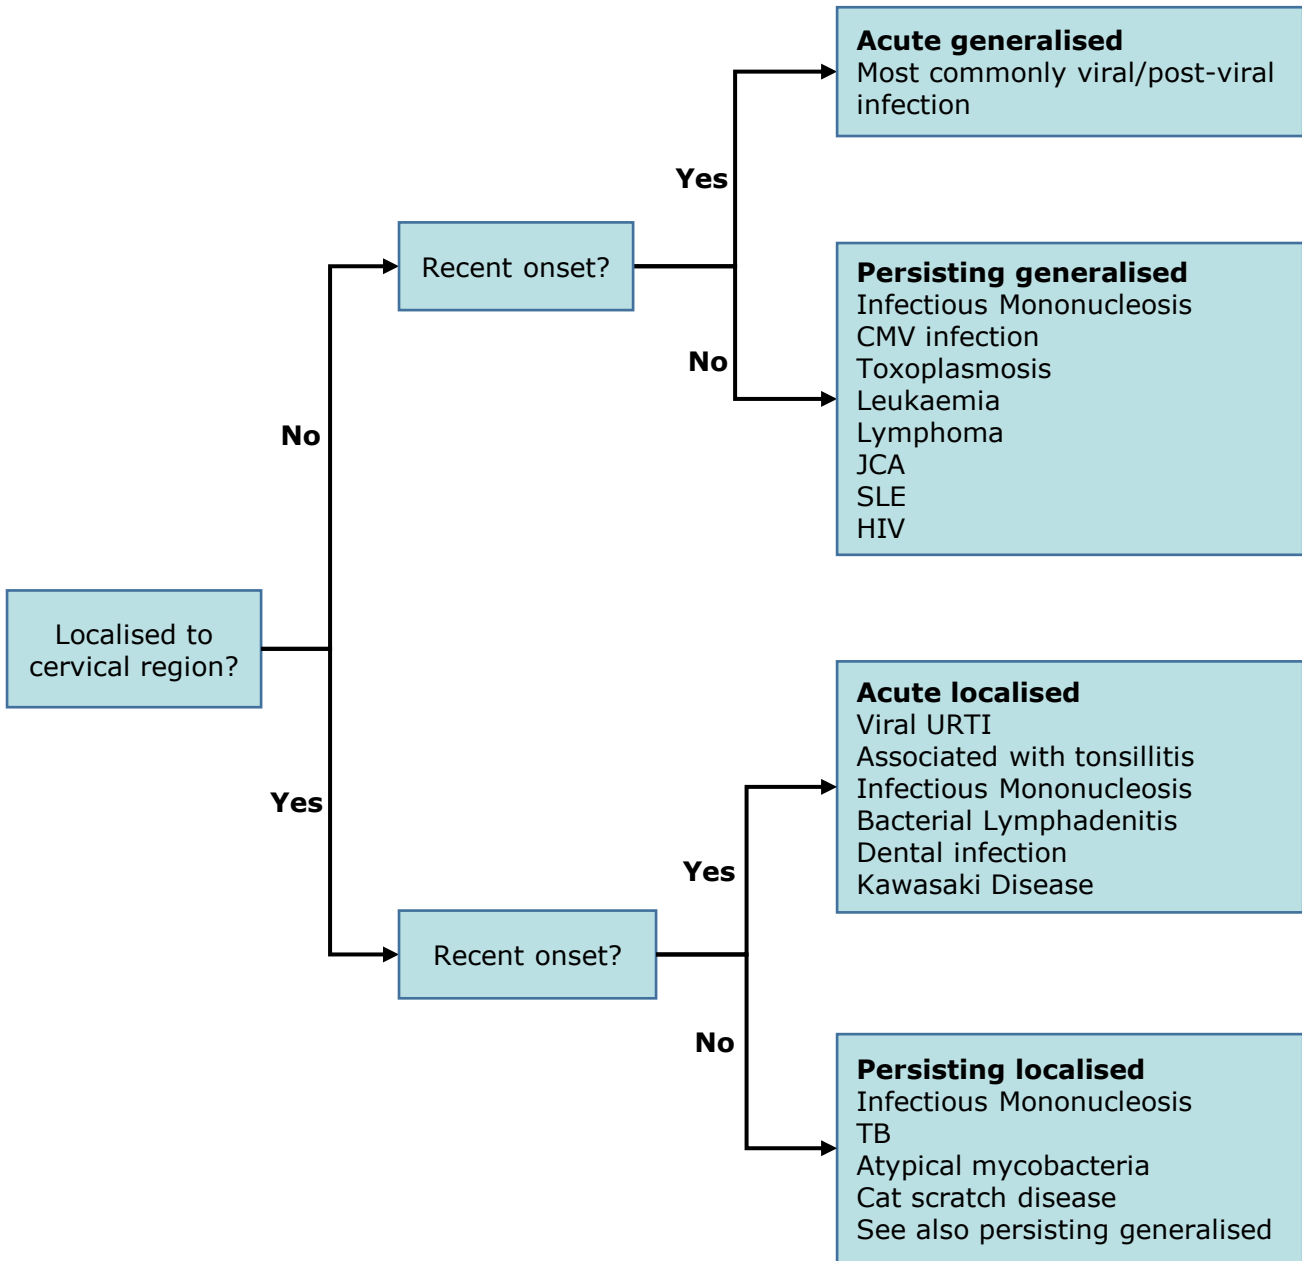 Acute generalised
Most commonly viral/post-viral
infection
Yes
Recent onset?
Persisting generalised
Infectious Mononucleosis
CMV infection
Toxoplasmosis
Leukaemia
Lymphoma
JCA
SLE
HIV
No
No
Localised to
cervical region?
Yes
Acute localised
Viral URTI
Associated with tonsillitis
Infectious Mononucleosis
Bacterial Lymphadenitis
Dental infection
Kawasaki Disease
Yes
Recent onset?
No
Persisting localised
Infectious Mononucleosis
TB
Atypical mycobacteria
Cat scratch disease
See also persisting generalised